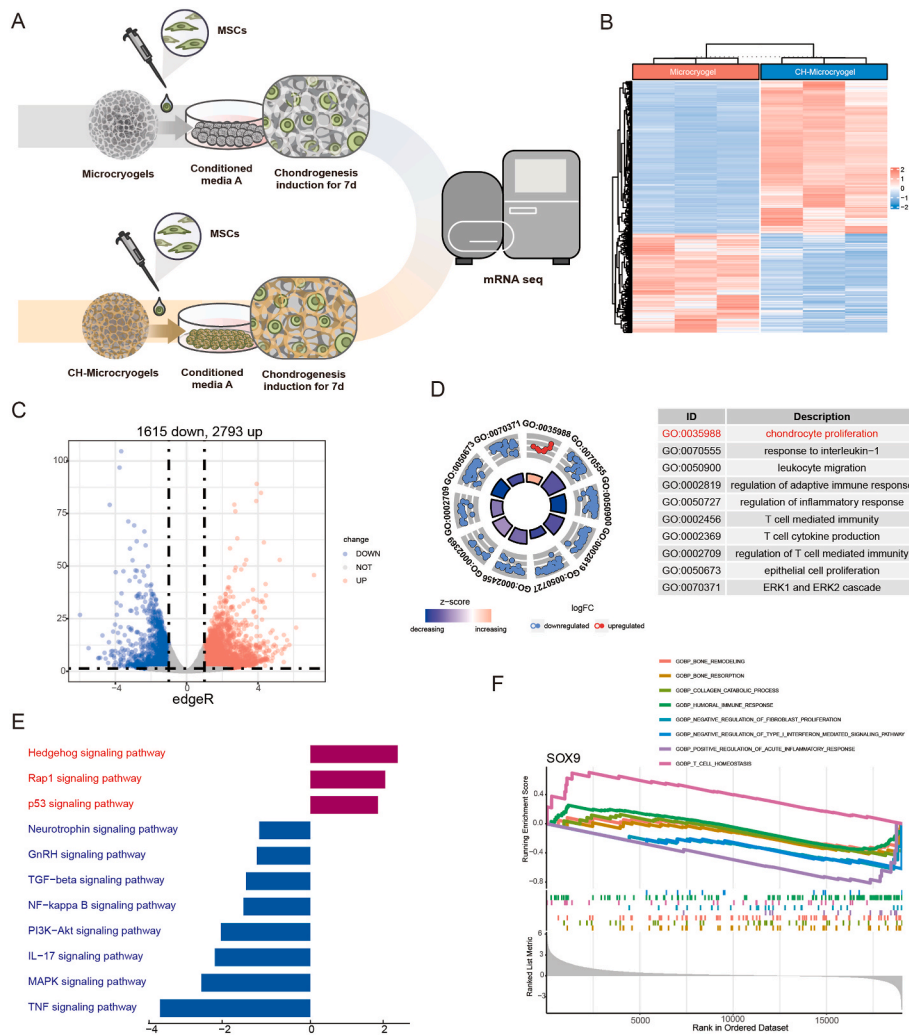 A
MSCs
Microcryogels
Conditioned
media A
Chondrogenesis
induction for 7d
MSCs
CH-Microcryogels
Conditioned
media A
Chondrogenesis
induction for 7d
mRNA seq
B
Microcryogel
CH-Microcryogel
2
1
0
−1
−2
C
1615 down, 2793 up
100
75
50
25
0
−4
0
4
edgeR
change
DOWN
NOT
UP
D
GO:0035988
GO:0070555
GO:0050900
GO:0002819
GO:0050727
GO:0002456
GO:0002369
GO:0002709
GO:0050673
GO:0070371
z−score
decreasing
increasing
logFC
downregulated
upregulated
ID Description
GO:0035988 chondrocyte proliferation
GO:0070555 response to interleukin−1
GO:0050900 leukocyte migration
GO:0002819 regulation of adaptive immune response
GO:0050727 regulation of inflammatory response
GO:0002456 T cell mediated immunity
GO:0002369 T cell cytokine production
GO:0002709 regulation of T cell mediated immunity
GO:0050673 epithelial cell proliferation
GO:0070371 ERK1 and ERK2 cascade
E
Hedgehog signaling pathway
Rap1 signaling pathway
p53 signaling pathway
Neurotrophin signaling pathway
GnRH signaling pathway
TGF−beta signaling pathway
NF−kappa B signaling pathway
PI3K−Akt signaling pathway
IL−17 signaling pathway
MAPK signaling pathway
TNF signaling pathway
−4
−2
0
2
F
GOBP_BONE_REMODELING
GOBP_BONE_RESORPTION
GOBP_COLLAGEN_CATABOLIC_PROCESS
GOBP_HUMORAL_IMMUNE_RESPONSE
GOBP_NEGATIVE_REGULATION_OF_FIBROBLAST_PROLIFERATION
GOBP_NEGATIVE_REGULATION_OF_TYPE_I_INTERFERON_MEDIATED_SIGNALING_PATHWAY
GOBP_POSITIVE_REGULATION_OF_ACUTE_INFLAMMATORY_RESPONSE
GOBP_T_CELL_HOMEOSTASIS
SOX9
Running Enrichment Score
0.4
0.0
−0.4
−0.8
Ranked List Metric
6
3
0
−3
5000
10000
15000
Rank in Ordered Dataset